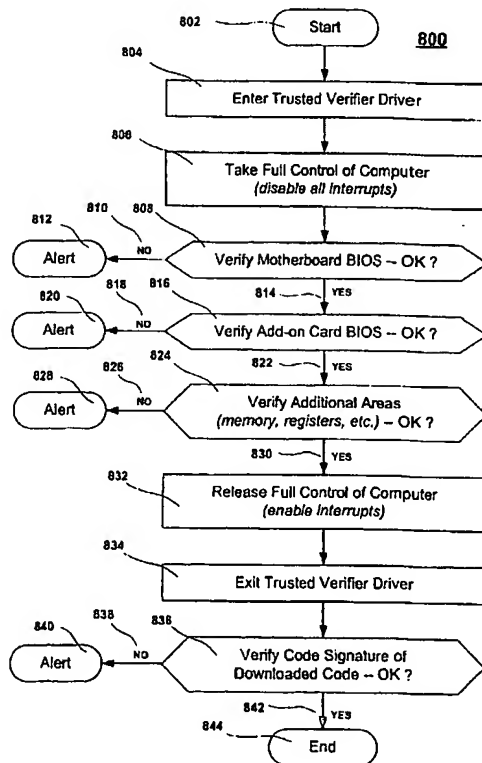 802
Start
800
804
Enter Trusted Verifier Driver
806
Take Full Control of Computer
(disable all interrupts)
812
810
808
Alert
NO
Verify Motherboard BIOS -- OK ?
814
YES
820
818
816
Alert
NO
Verify Add-on Card BIOS -- OK ?
822
YES
828
826
824
Alert
NO
Verify Additional Areas
(memory, registers, etc.) -- OK ?
830
YES
832
Release Full Control of Computer
(enable interrupts)
834
Exit Trusted Verifier Driver
840
838
836
Alert
NO
Verify Code Signature of
Downloaded Code -- OK ?
842
YES
844
End